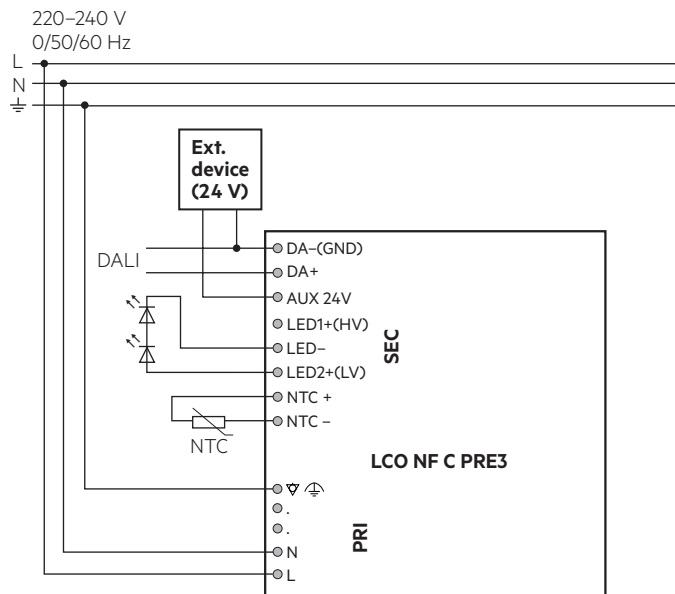 220–240 V
0/50/60 Hz
L
N
Ext.
device
(24 V)
DALI
DA–(GND)
DA+
AUX 24V
LED1+(HV)
LED–
LED2+(LV)
NTC +
NTC –
NTC
SEC
LCO NF C PRE3
.
.
PRI
N
L